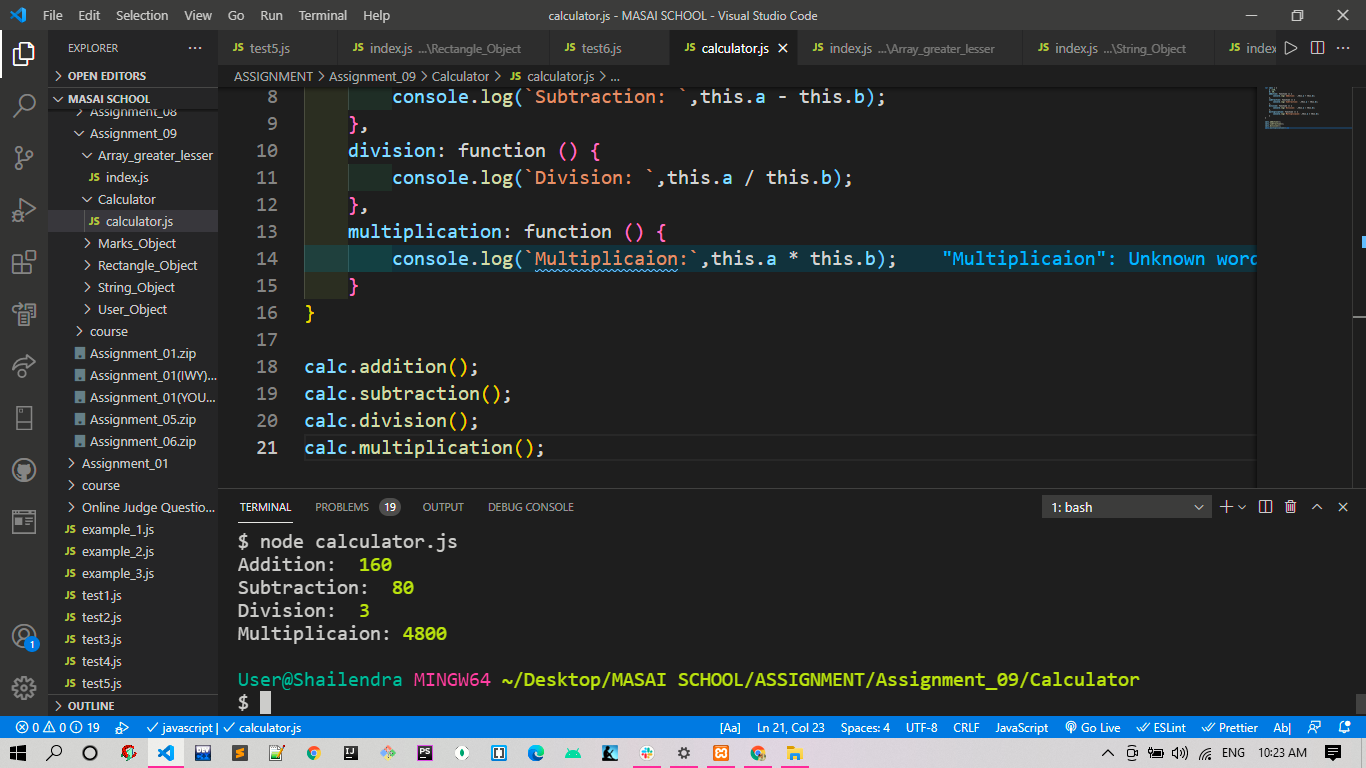 File Edit Selection View Go Run Terminal Help calculator.js - MASAI SCHOOL - Visual Studio Code
EXPLORER ···
OPEN EDITORS
MASAI SCHOOL
Assignment_08
Assignment_09
Array_greater_lesser
JS index.js
Calculator
JS calculator.js
Marks_Object
Rectangle_Object
String_Object
User_Object
course
Assignment_01.zip
Assignment_01(IWY)...
Assignment_01(YOU...
Assignment_05.zip
Assignment_06.zip
Assignment_01
course
Online Judge Questio...
JS example_1.js
JS example_2.js
JS example_3.js
JS test1.js
JS test2.js
JS test3.js
JS test4.js
JS test5.js
OUTLINE
1
JS test5.js JS index.js ...\Rectangle_Object JS test6.js JS calculator.js JS index.js ...\Array_greater_lesser JS index.js ...\String_Object JS index
ASSIGNMENT > Assignment_09 > Calculator > JS calculator.js > ...
8 console.log(`Subtraction: `,this.a - this.b);
9 },
10 division: function () {
11 console.log(`Division: `,this.a / this.b);
12 },
13 multiplication: function () {
14 console.log(`Multiplicaion:`,this.a * this.b); "Multiplicaion": Unknown word
15 }
16 }
17
18 calc.addition();
19 calc.subtraction();
20 calc.division();
21 calc.multiplication();
TERMINAL PROBLEMS 19 OUTPUT DEBUG CONSOLE 1: bash
$ node calculator.js
Addition: 160
Subtraction: 80
Division: 3
Multiplicaion: 4800
User@Shailendra MINGW64 ~/Desktop/MASAI SCHOOL/ASSIGNMENT/Assignment_09/Calculator
$
0 0 19 javascript | calculator.js [Aa] Ln 21, Col 23 Spaces: 4 UTF-8 CRLF JavaScript Go Live ESLint Prettier Ab|
ENG 10:23 AM